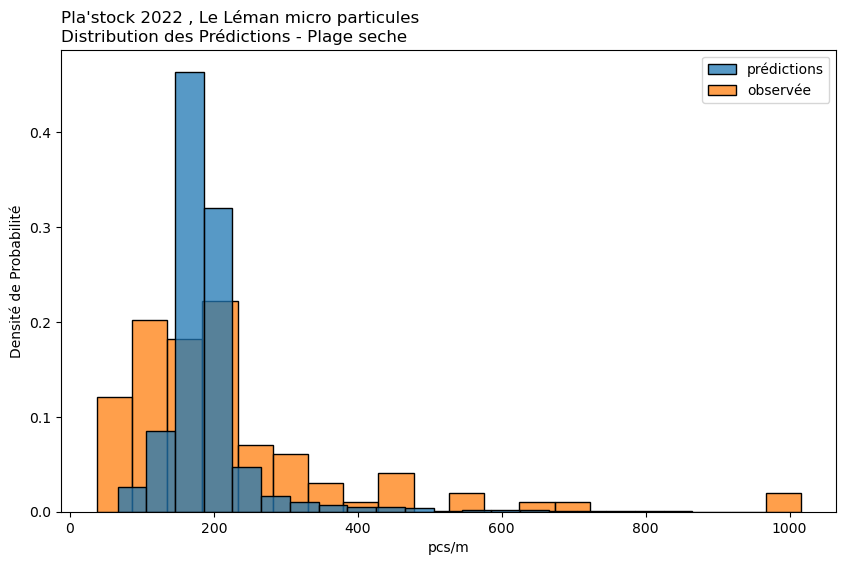 Pla'stock 2022 , Le Léman micro particules
Distribution des Prédictions - Plage seche
prédictions
observée
Densité de Probabilité
0.4
0.3
0.2
0.1
0.0
0
200
400
600
800
1000
pcs/m